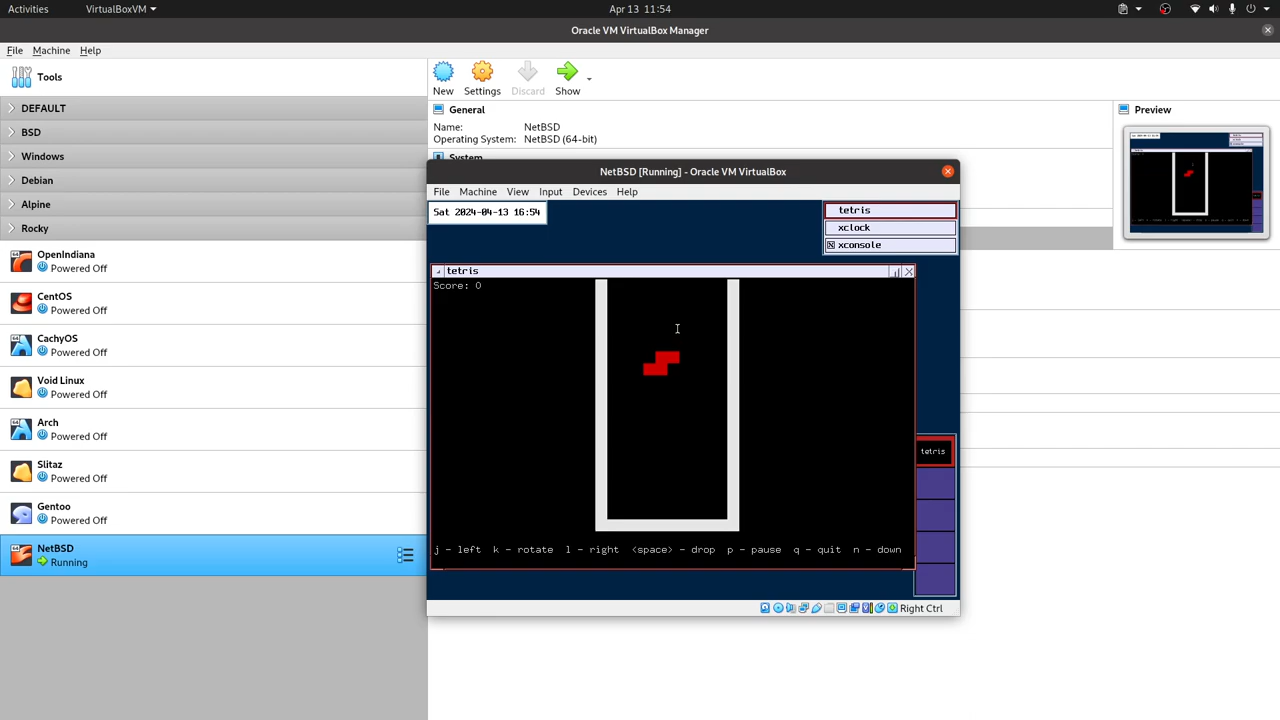 Activities
VirtualBoxVM
Apr 13 11:54
Oracle VM VirtualBox Manager
File Machine Help
Tools
New
Settings
Discard
Show
DEFAULT
BSD
Windows
Debian
Alpine
Rocky
OpenIndiana
Powered Off
CentOS
Powered Off
CachyOS
Powered Off
Void Linux
Powered Off
Arch
Powered Off
Slitaz
Powered Off
Gentoo
Powered Off
NetBSD
Running
General
Name: NetBSD
Operating System: NetBSD (64-bit)
System
Preview
NetBSD [Running] - Oracle VM VirtualBox
File Machine View Input Devices Help
Sat 2024-04-13 16:54
tetris
xclock
xconsole
tetris
Score: 0
tetris
j - left k - rotate l - right <space> - drop p - pause q - quit n - down
Right Ctrl